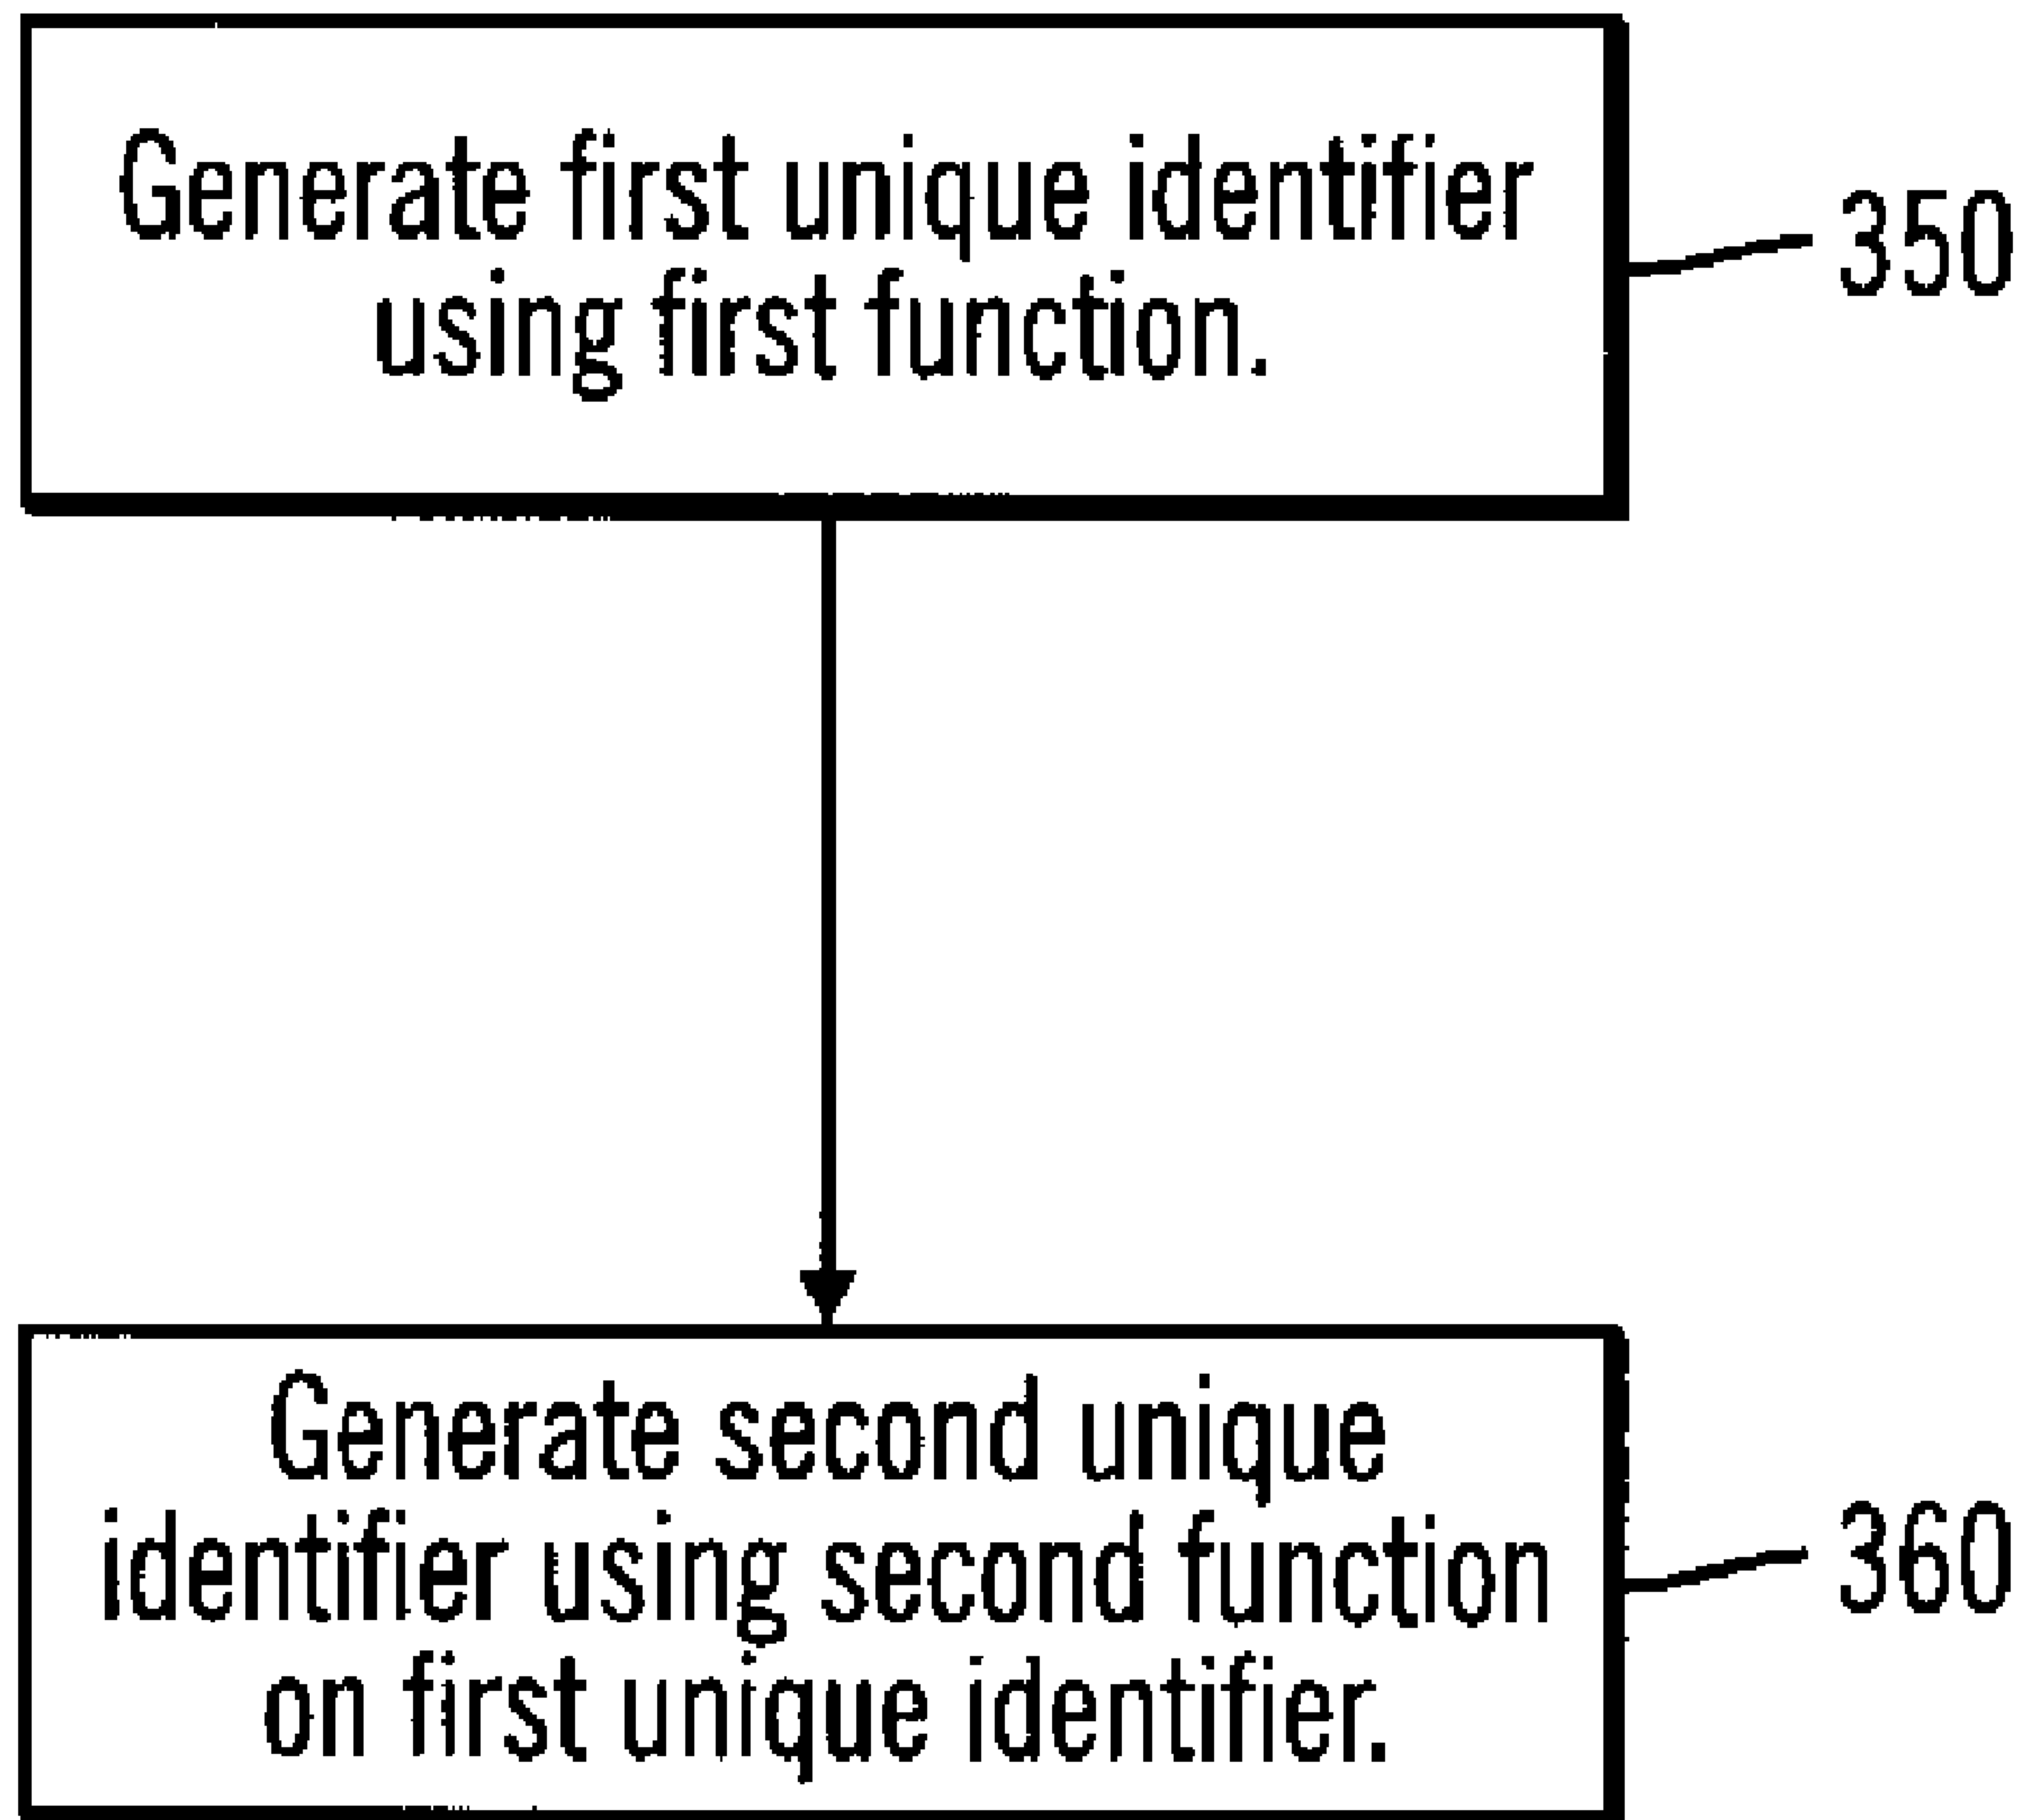 Generate first unique identifier
using first function.
350
Generate second unique
identifier using second function
on first unique identifier.
360